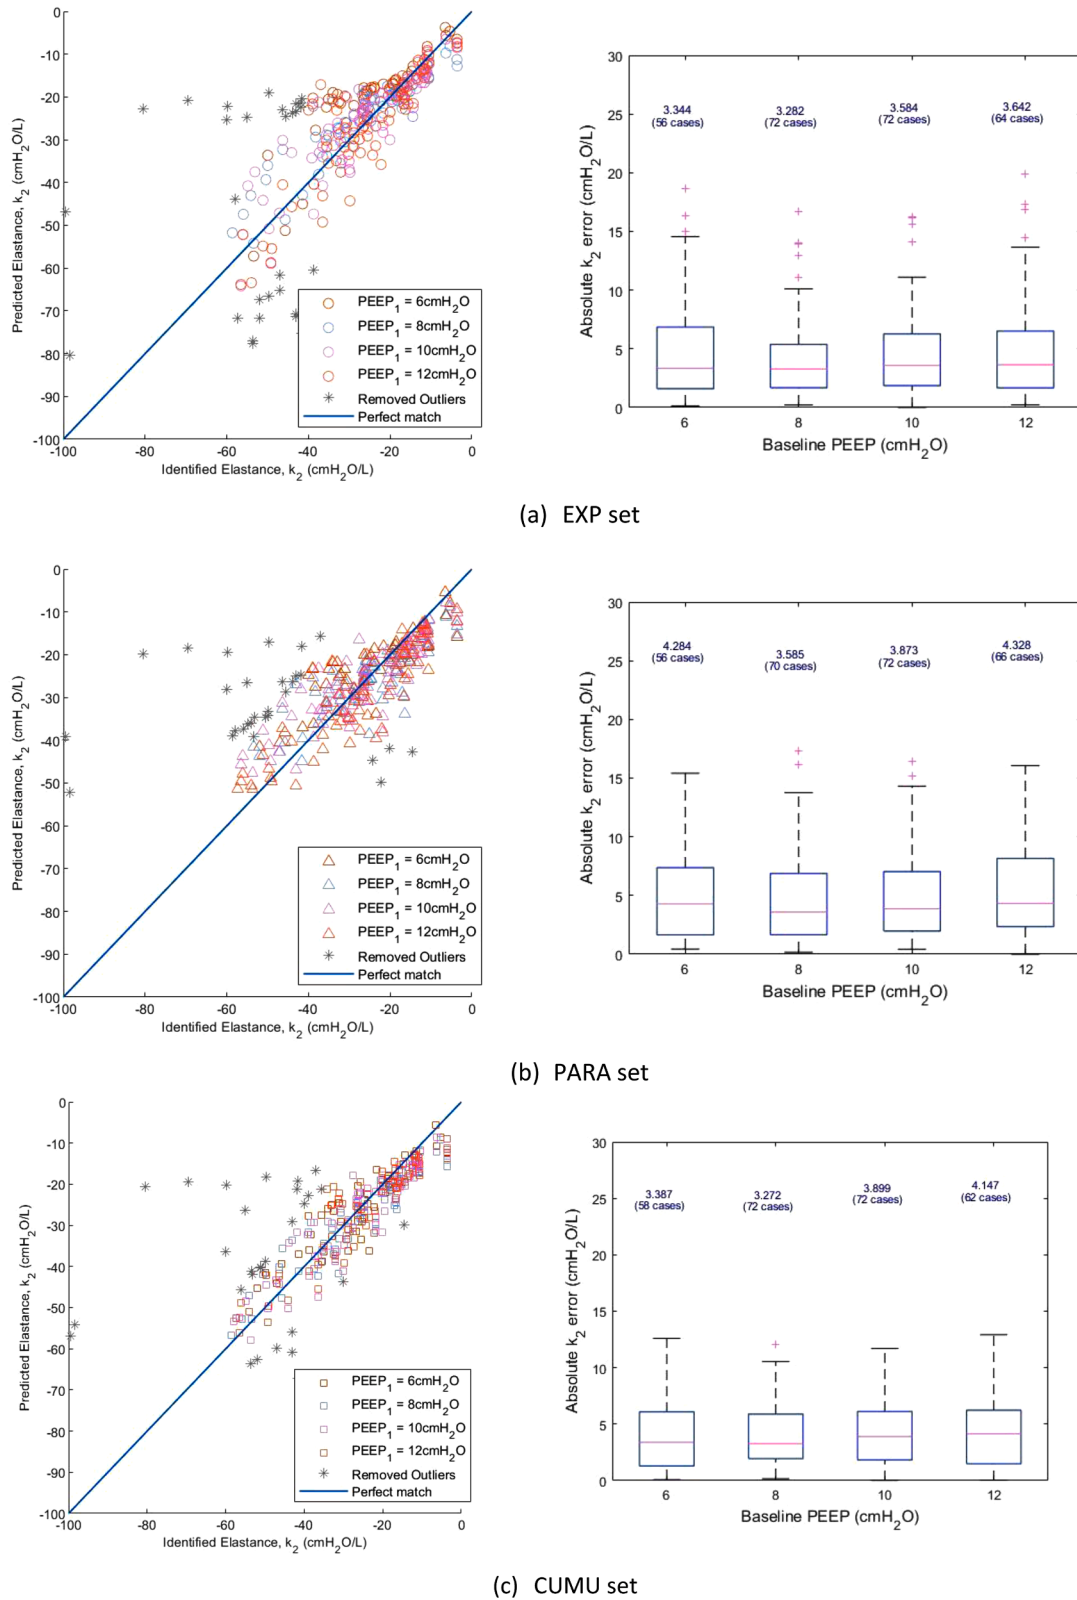 0
-10
-20
-30
-40
-50
-60
-70
-80
-90
-100
Predicted Elastance, k2 (cmH2O/L)
PEEP1 = 6cmH2O
PEEP1 = 8cmH2O
PEEP1 = 10cmH2O
PEEP1 = 12cmH2O
Removed Outliers
Perfect match
-100 -80 -60 -40 -20 0
Identified Elastance, k2 (cmH2O/L)
30
25
20
15
10
5
0
Absolute k2 error (cmH2O/L)
3.344 3.282 3.584 3.642
(56 cases) (72 cases) (72 cases) (64 cases)
6 8 10 12
Baseline PEEP (cmH2O)
(a) EXP set
0
-10
-20
-30
-40
-50
-60
-70
-80
-90
-100
Predicted Elastance, k2 (cmH2O/L)
PEEP1 = 6cmH2O
PEEP1 = 8cmH2O
PEEP1 = 10cmH2O
PEEP1 = 12cmH2O
Removed Outliers
Perfect match
-100 -80 -60 -40 -20 0
Identified Elastance, k2 (cmH2O/L)
30
25
20
15
10
5
0
Absolute k2 error (cmH2O/L)
4.284 3.585 3.873 4.328
(56 cases) (70 cases) (72 cases) (66 cases)
6 8 10 12
Baseline PEEP (cmH2O)
(b) PARA set
0
-10
-20
-30
-40
-50
-60
-70
-80
-90
-100
Predicted Elastance, k2 (cmH2O/L)
PEEP1 = 6cmH2O
PEEP1 = 8cmH2O
PEEP1 = 10cmH2O
PEEP1 = 12cmH2O
Removed Outliers
Perfect match
-100 -80 -60 -40 -20 0
Identified Elastance, k2 (cmH2O/L)
30
25
20
15
10
5
0
Absolute k2 error (cmH2O/L)
3.387 3.272 3.899 4.147
(58 cases) (72 cases) (72 cases) (62 cases)
6 8 10 12
Baseline PEEP (cmH2O)
(c) CUMU set